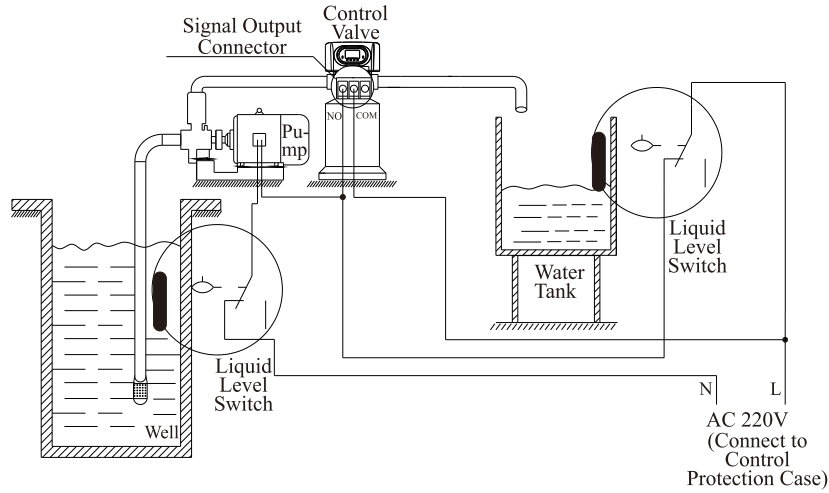 Signal Output
Connector
Control
Valve
NO
COM
Pu-
mp
Liquid
Level
Switch
Water
Tank
Liquid
Level
Switch
Well
N
L
AC 220V
(Connect to
Control
Protection Case)